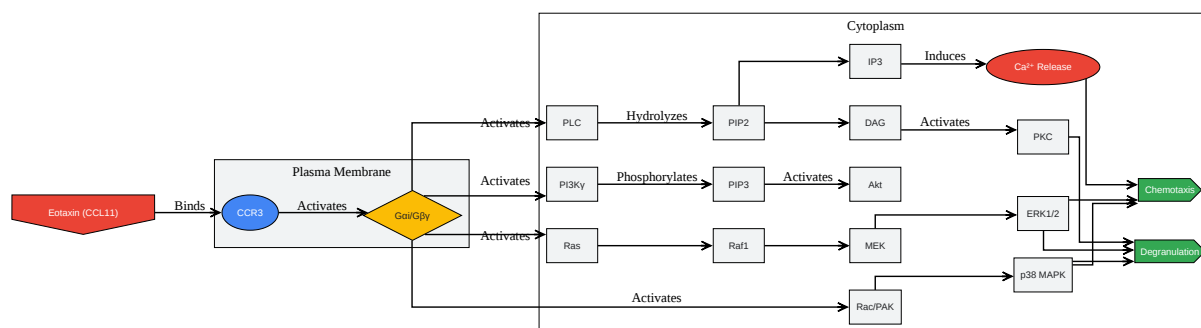 Cytoplasm
IP3
Induces
Ca²⁺ Release
Activates
PLC
Hydrolyzes
PIP2
DAG
Activates
PKC
Plasma Membrane
Activates
PI3Kγ
Phosphorylates
PIP3
Activates
Akt
Chemotaxis
Eotaxin (CCL11)
Binds
CCR3
Activates
Gαi/Gβγ
ERK1/2
Activates
Ras
Raf1
MEK
Degranulation
p38 MAPK
Activates
Rac/PAK